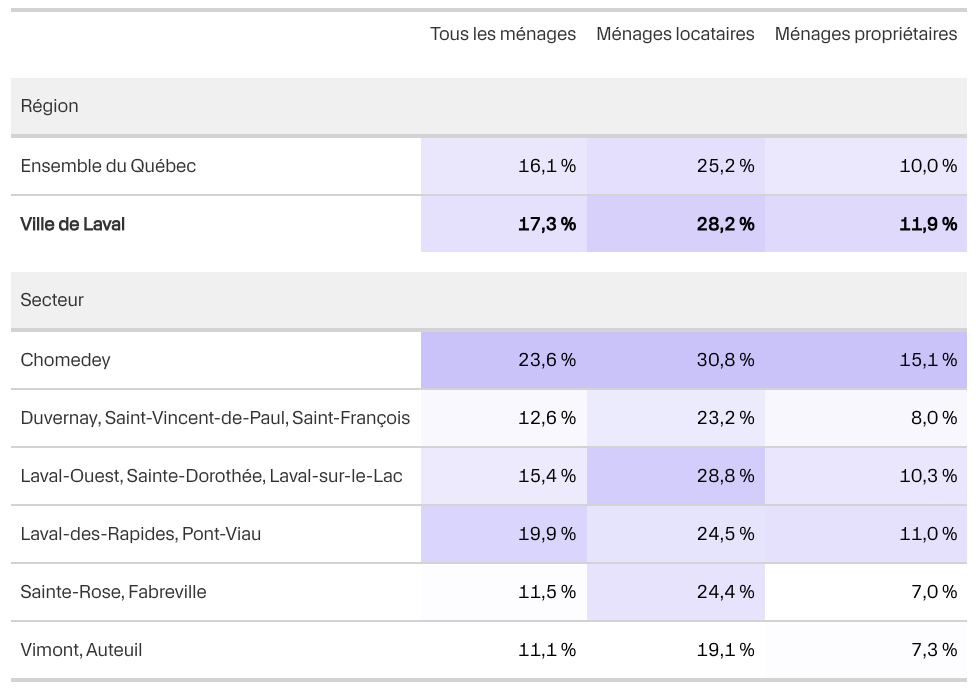 Tous les ménages Ménages locataires Ménages propriétaires
Région
Ensemble du Québec 16,1 % 25,2 % 10,0 %
Ville de Laval 17,3 % 28,2 % 11,9 %
Secteur
Chomedey 23,6 % 30,8 % 15,1 %
Duvernay, Saint-Vincent-de-Paul, Saint-François 12,6 % 23,2 % 8,0 %
Laval-Ouest, Sainte-Dorothée, Laval-sur-le-Lac 15,4 % 28,8 % 10,3 %
Laval-des-Rapides, Pont-Viau 19,9 % 24,5 % 11,0 %
Sainte-Rose, Fabreville 11,5 % 24,4 % 7,0 %
Vimont, Auteuil 11,1 % 19,1 % 7,3 %